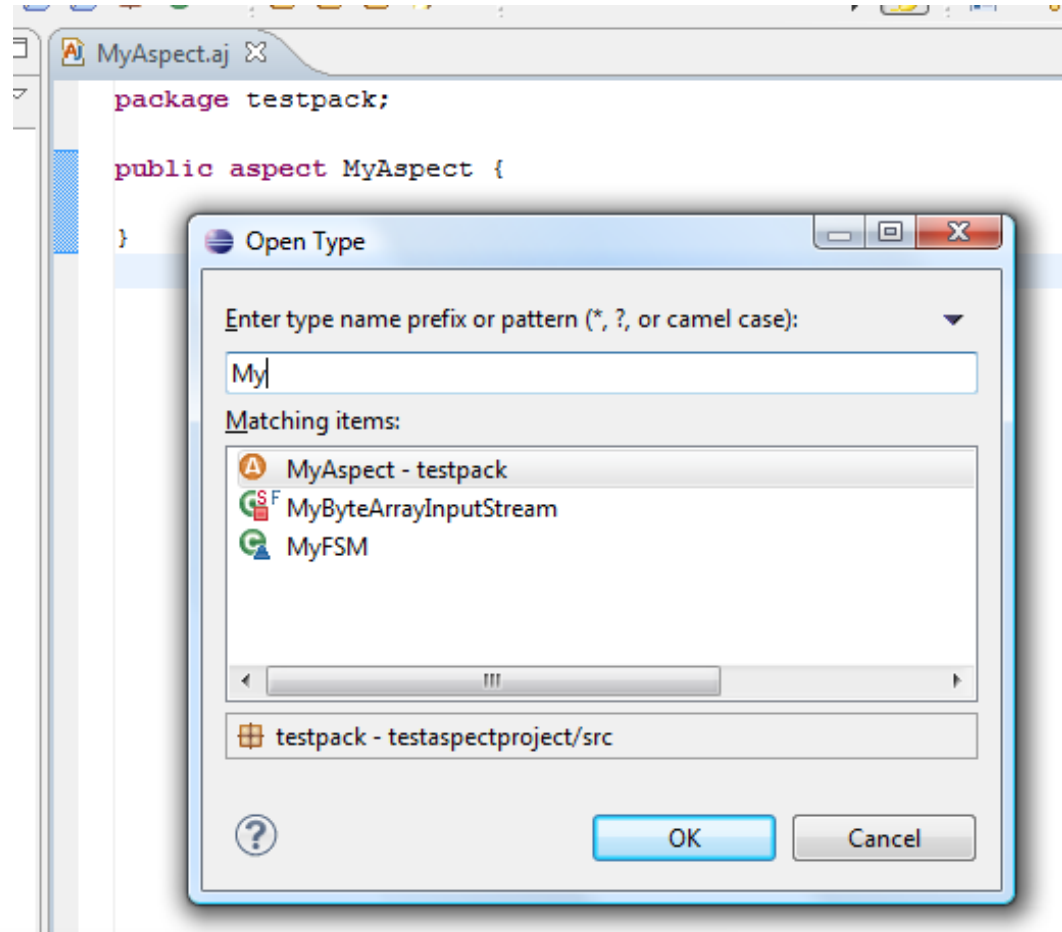 MyAspect.aj
package testpack;
public aspect MyAspect {
}
Open Type
Enter type name prefix or pattern (*, ?, or camel case):
My
Matching items:
A MyAspect - testpack
G S F MyByteArrayInputStream
G MyFSM
testpack - testaspectproject/src
?
OK Cancel